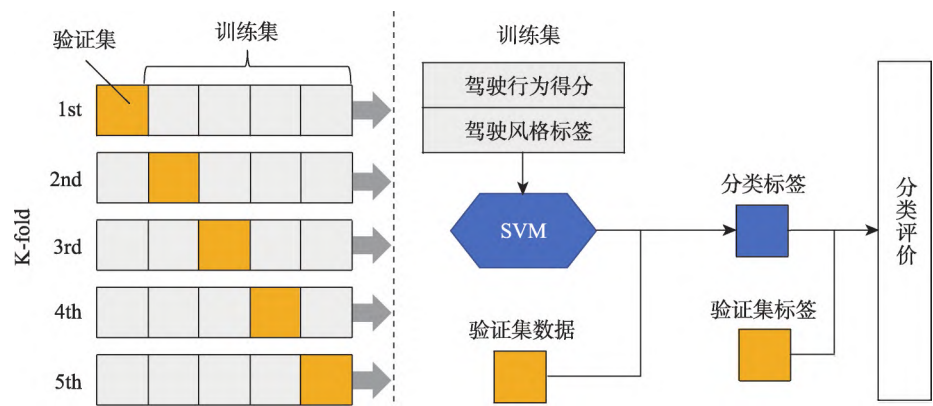 验证集
训练集
K-fold
1st
2nd
3rd
4th
5th
训练集
驾驶行为得分
驾驶风格标签
SVM
验证集数据
分类标签
验证集标签
分类评价